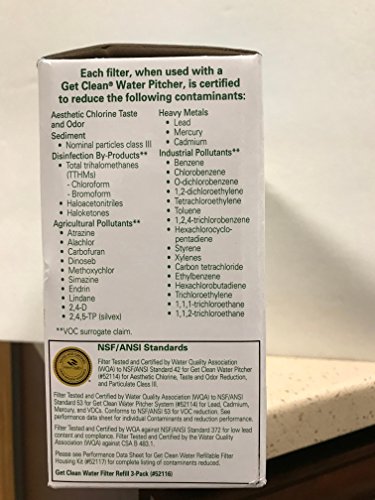 Each filter, when used with a
Get Clean® Water Pitcher, is certified
to reduce the following contaminants:
Aesthetic Chlorine Taste
and Odor
Sediment
• Nominal particles class III
Disinfection By-Products**
• Total trihalomethanes
(TTHMs)
- Chloroform
- Bromoform
• Haloacetonitriles
• Haloketones
Agricultural Pollutants**
• Atrazine
• Alachlor
• Carbofuran
• Dinoseb
• Methoxychlor
• Simazine
• Endrin
• Lindane
• 2,4-D
• 2,4,5-TP (silvex)
**VOC surrogate claim.
Heavy Metals
• Lead
• Mercury
• Cadmium
Industrial Pollutants**
• Benzene
• Chlorobenzene
• O-dichlorobenzene
• 1,2-dichloroethylene
• Tetrachloroethylene
• Toluene
• 1,2,4-trichlorobenzene
• Hexachlorocyclo-
pentadiene
• Styrene
• Xylenes
• Carbon tetrachloride
• Ethylbenzene
• Hexachlorobutadiene
• Trichloroethylene
• 1,1,1-trichloroethane
• 1,1,2-trichloroethane
NSF/ANSI Standards
Filter Tested and Certified by Water Quality Association
(WQA) to NSF/ANSI Standard 42 for Get Clean Water Pitcher
(#52114) for Aesthetic Chlorine, Taste and Odor Reduction,
and Particulate Class III.
Filter Tested and Certified by Water Quality Association (WQA) to NSF/ANSI
Standard 53 for Get Clean Water Pitcher System (#52114) for Lead, Cadmium,
Mercury, and VOCs. Conforms to NSF/ANSI 53 for VOC reduction. See
performance data sheet for individual Contaminants and reduction performance.
Filter Tested and Certified by WQA against NSF/ANSI Standard 372 for low lead
content and compliance. Filter Tested and Certified by the Water Quality
Association (WQA) against CSA B 483.1.
Please see Performance Data Sheet for Get Clean Water Refillable Filter
Housing Kit (#52117) for complete listing of contaminants reduced.
Get Clean Water Filter Refill 3-Pack (#52116)